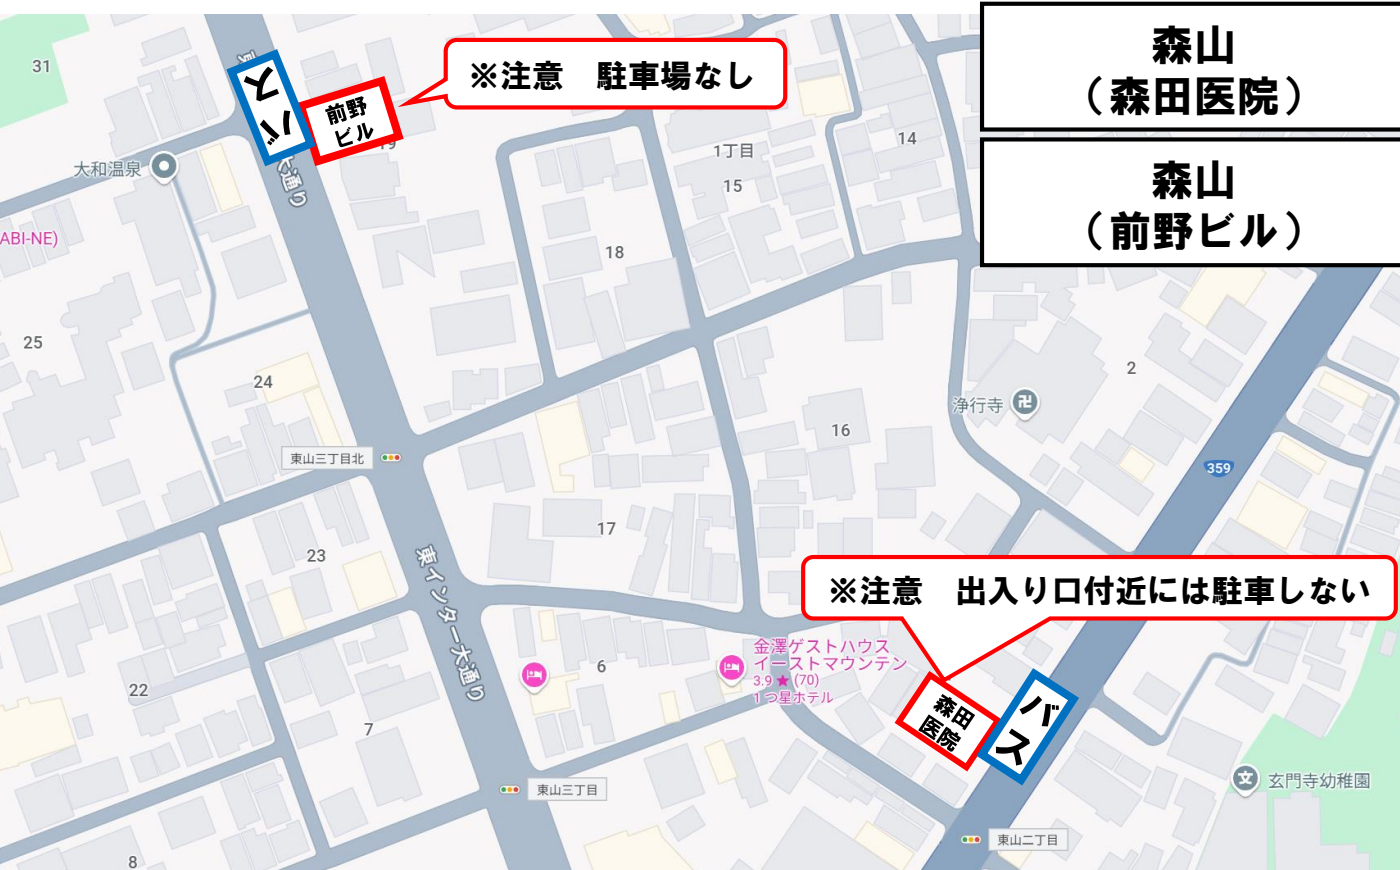 森山
（森田医院）
森山
（前野ビル）
※注意　駐車場なし
バス
前野
ビル
31
大和温泉
大通り
19
1丁目
15
14
ABI-NE)
18
25
24
2
浄行寺
16
東山三丁目北
359
17
23
東インター大通り
※注意　出入り口付近には駐車しない
金澤ゲストハウス
イーストマウンテン
3.9 ★ (70)
1つ星ホテル
6
22
7
森田
医院
バス
東山三丁目
玄門寺幼稚園
東山二丁目
8